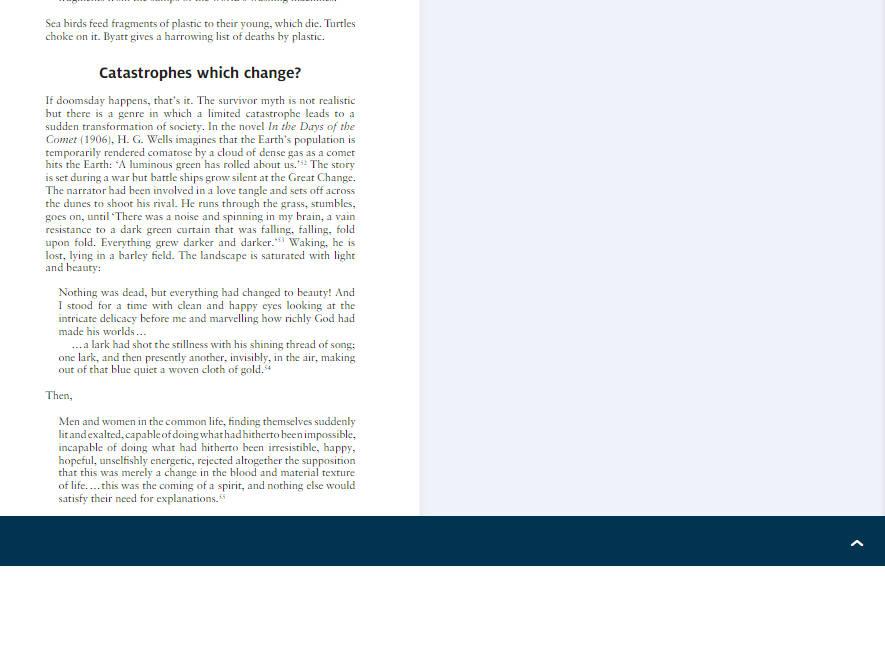 fragments from the sumps of the world's washing machines.
Sea birds feed fragments of plastic to their young, which die. Turtles
choke on it. Byatt gives a harrowing list of deaths by plastic.
Catastrophes which change?
If doomsday happens, that's it. The survivor myth is not realistic
but there is a genre in which a limited catastrophe leads to a
sudden transformation of society. In the novel In the Days of the
Comet (1906), H. G. Wells imagines that the Earth's population is
temporarily rendered comatose by a cloud of dense gas as a comet
hits the Earth: ‘A luminous green has rolled about us.’52 The story
is set during a war but battle ships grow silent at the Great Change.
The narrator had been involved in a love tangle and sets off across
the dunes to shoot his rival. He runs through the grass, stumbles,
goes on, until ‘There was a noise and spinning in my brain, a vain
resistance to a dark green curtain that was falling, falling, fold
upon fold. Everything grew darker and darker.’53 Waking, he is
lost, lying in a barley field. The landscape is saturated with light
and beauty:
Nothing was dead, but everything had changed to beauty! And
I stood for a time with clean and happy eyes looking at the
intricate delicacy before me and marvelling how richly God had
made his worlds…
…a lark had shot the stillness with his shining thread of song;
one lark, and then presently another, invisibly, in the air, making
out of that blue quiet a woven cloth of gold.54
Then,
Men and women in the common life, finding themselves suddenly
lit and exalted, capable of doing what had hitherto been impossible,
incapable of doing what had hitherto been irresistible, happy,
hopeful, unselfishly energetic, rejected altogether the supposition
that this was merely a change in the blood and material texture
of life.…this was the coming of a spirit, and nothing else would
satisfy their need for explanations.55